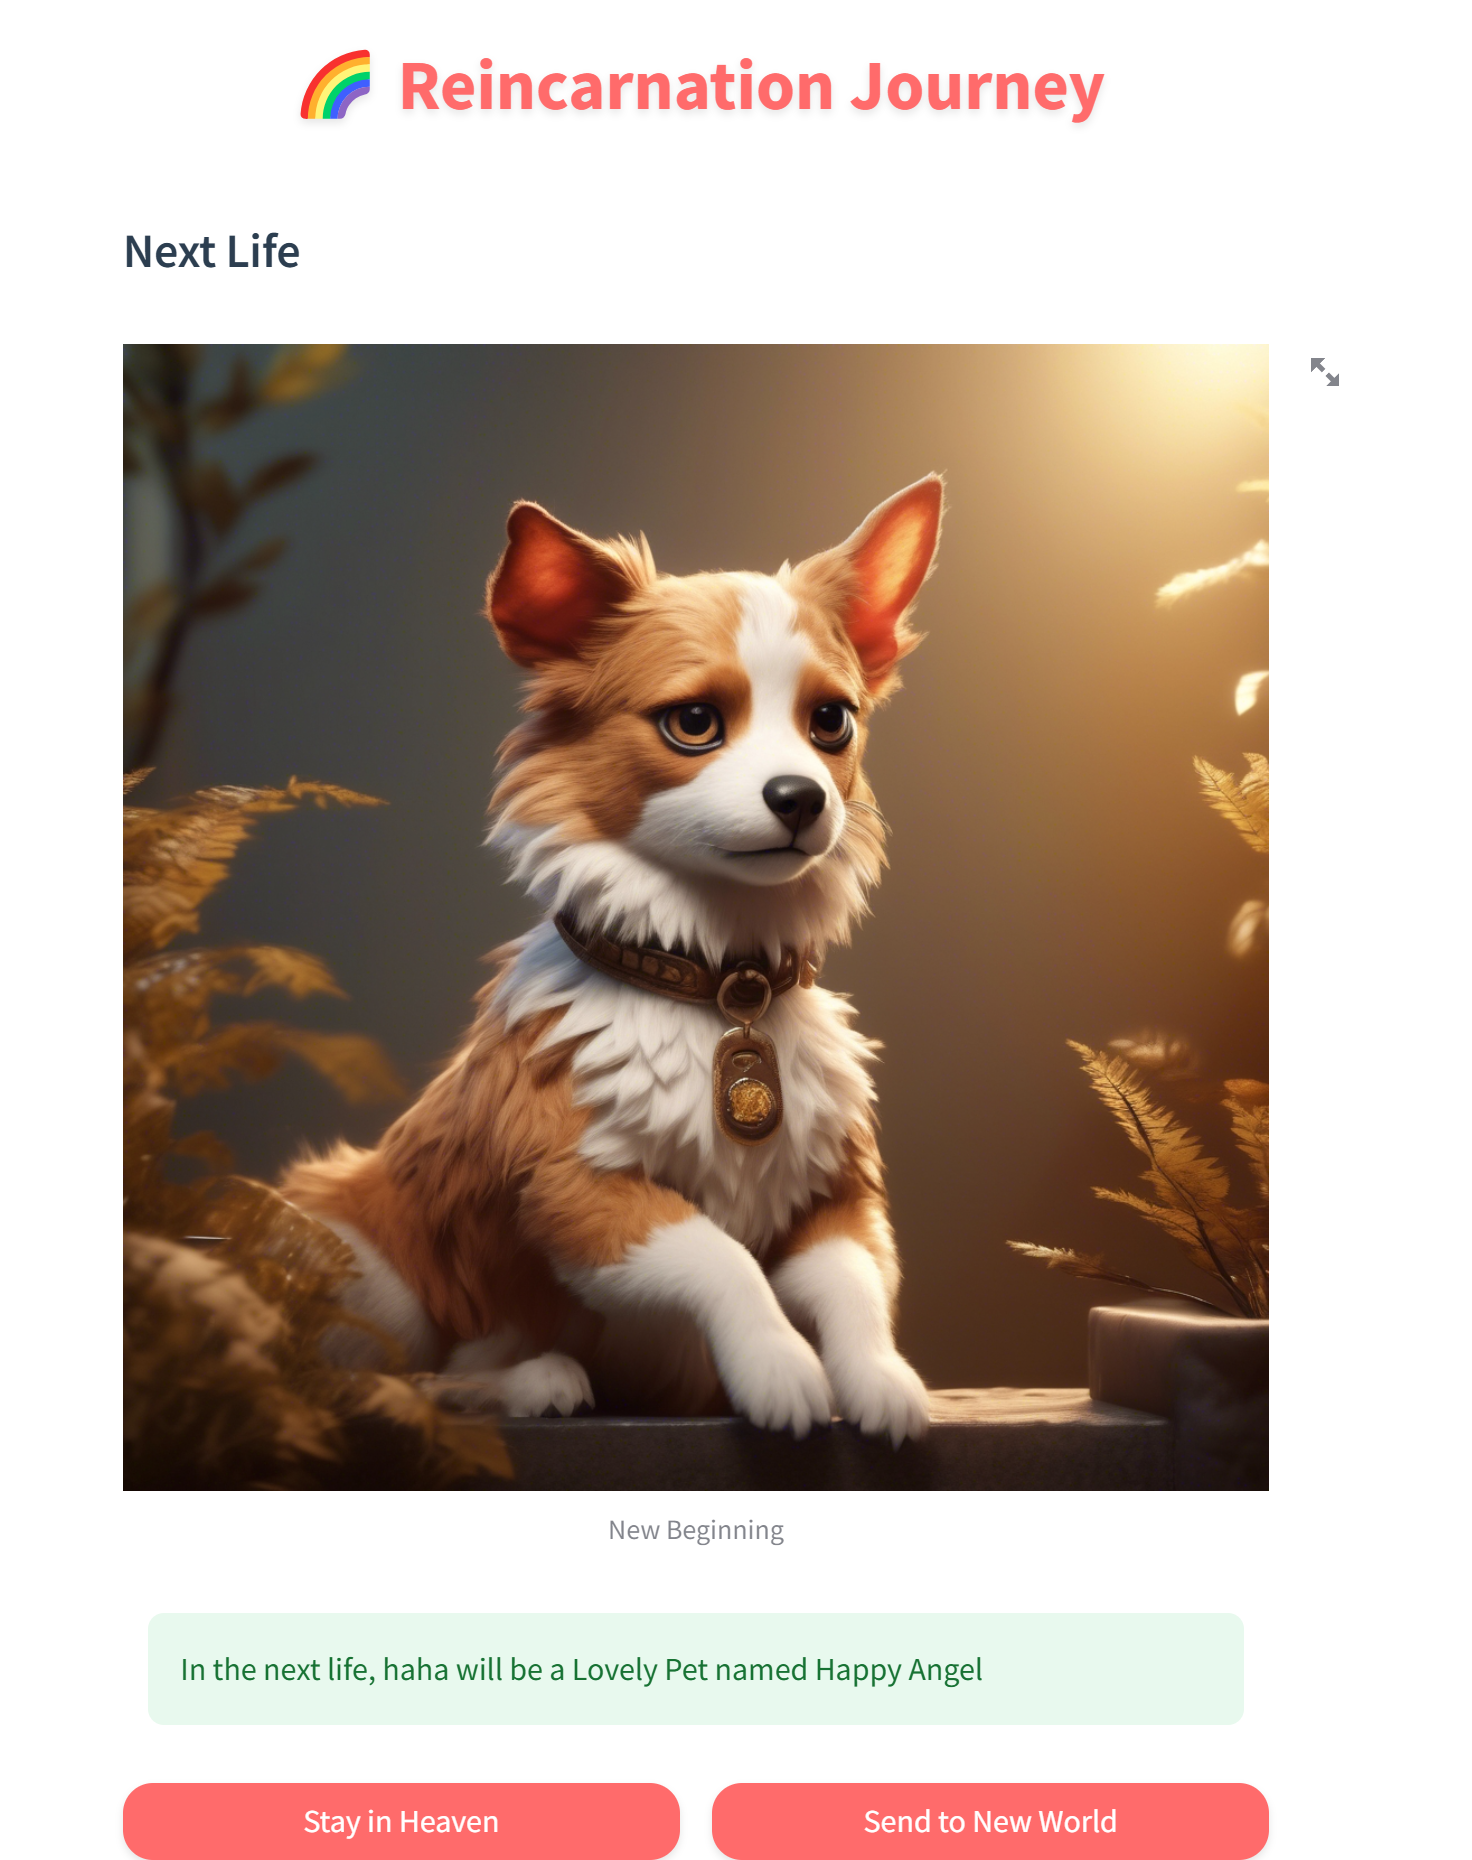 🌈 Reincarnation Journey
Next Life
New Beginning
In the next life, haha will be a Lovely Pet named Happy Angel
Stay in Heaven
Send to New World